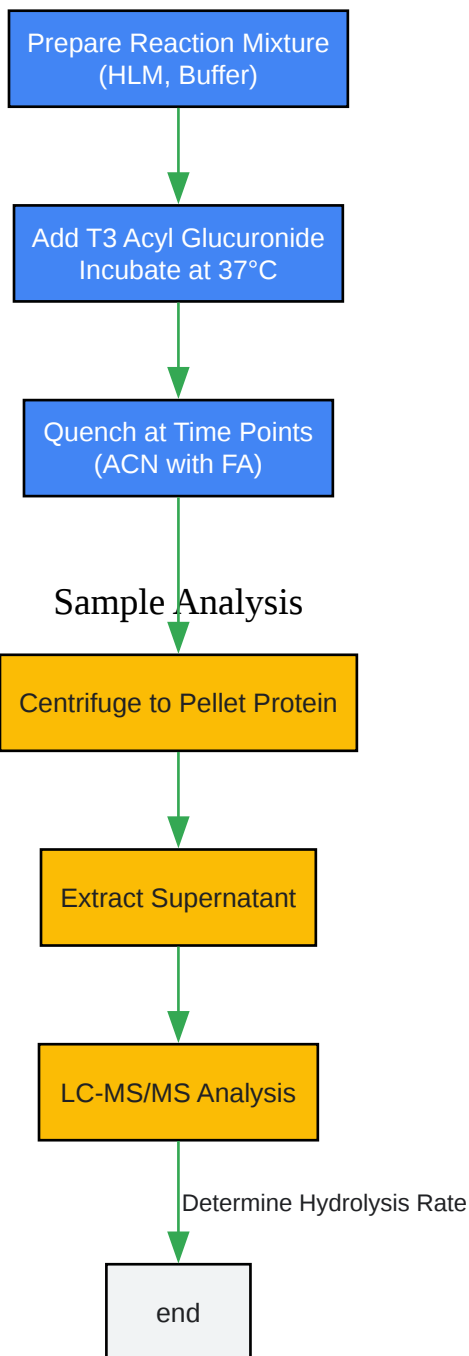 Prepare Reaction Mixture
(HLM, Buffer)
Add T3 Acyl Glucuronide
Incubate at 37°C
Quench at Time Points
(ACN with FA)
Sample Analysis
Centrifuge to Pellet Protein
Extract Supernatant
LC-MS/MS Analysis
Determine Hydrolysis Rate
end